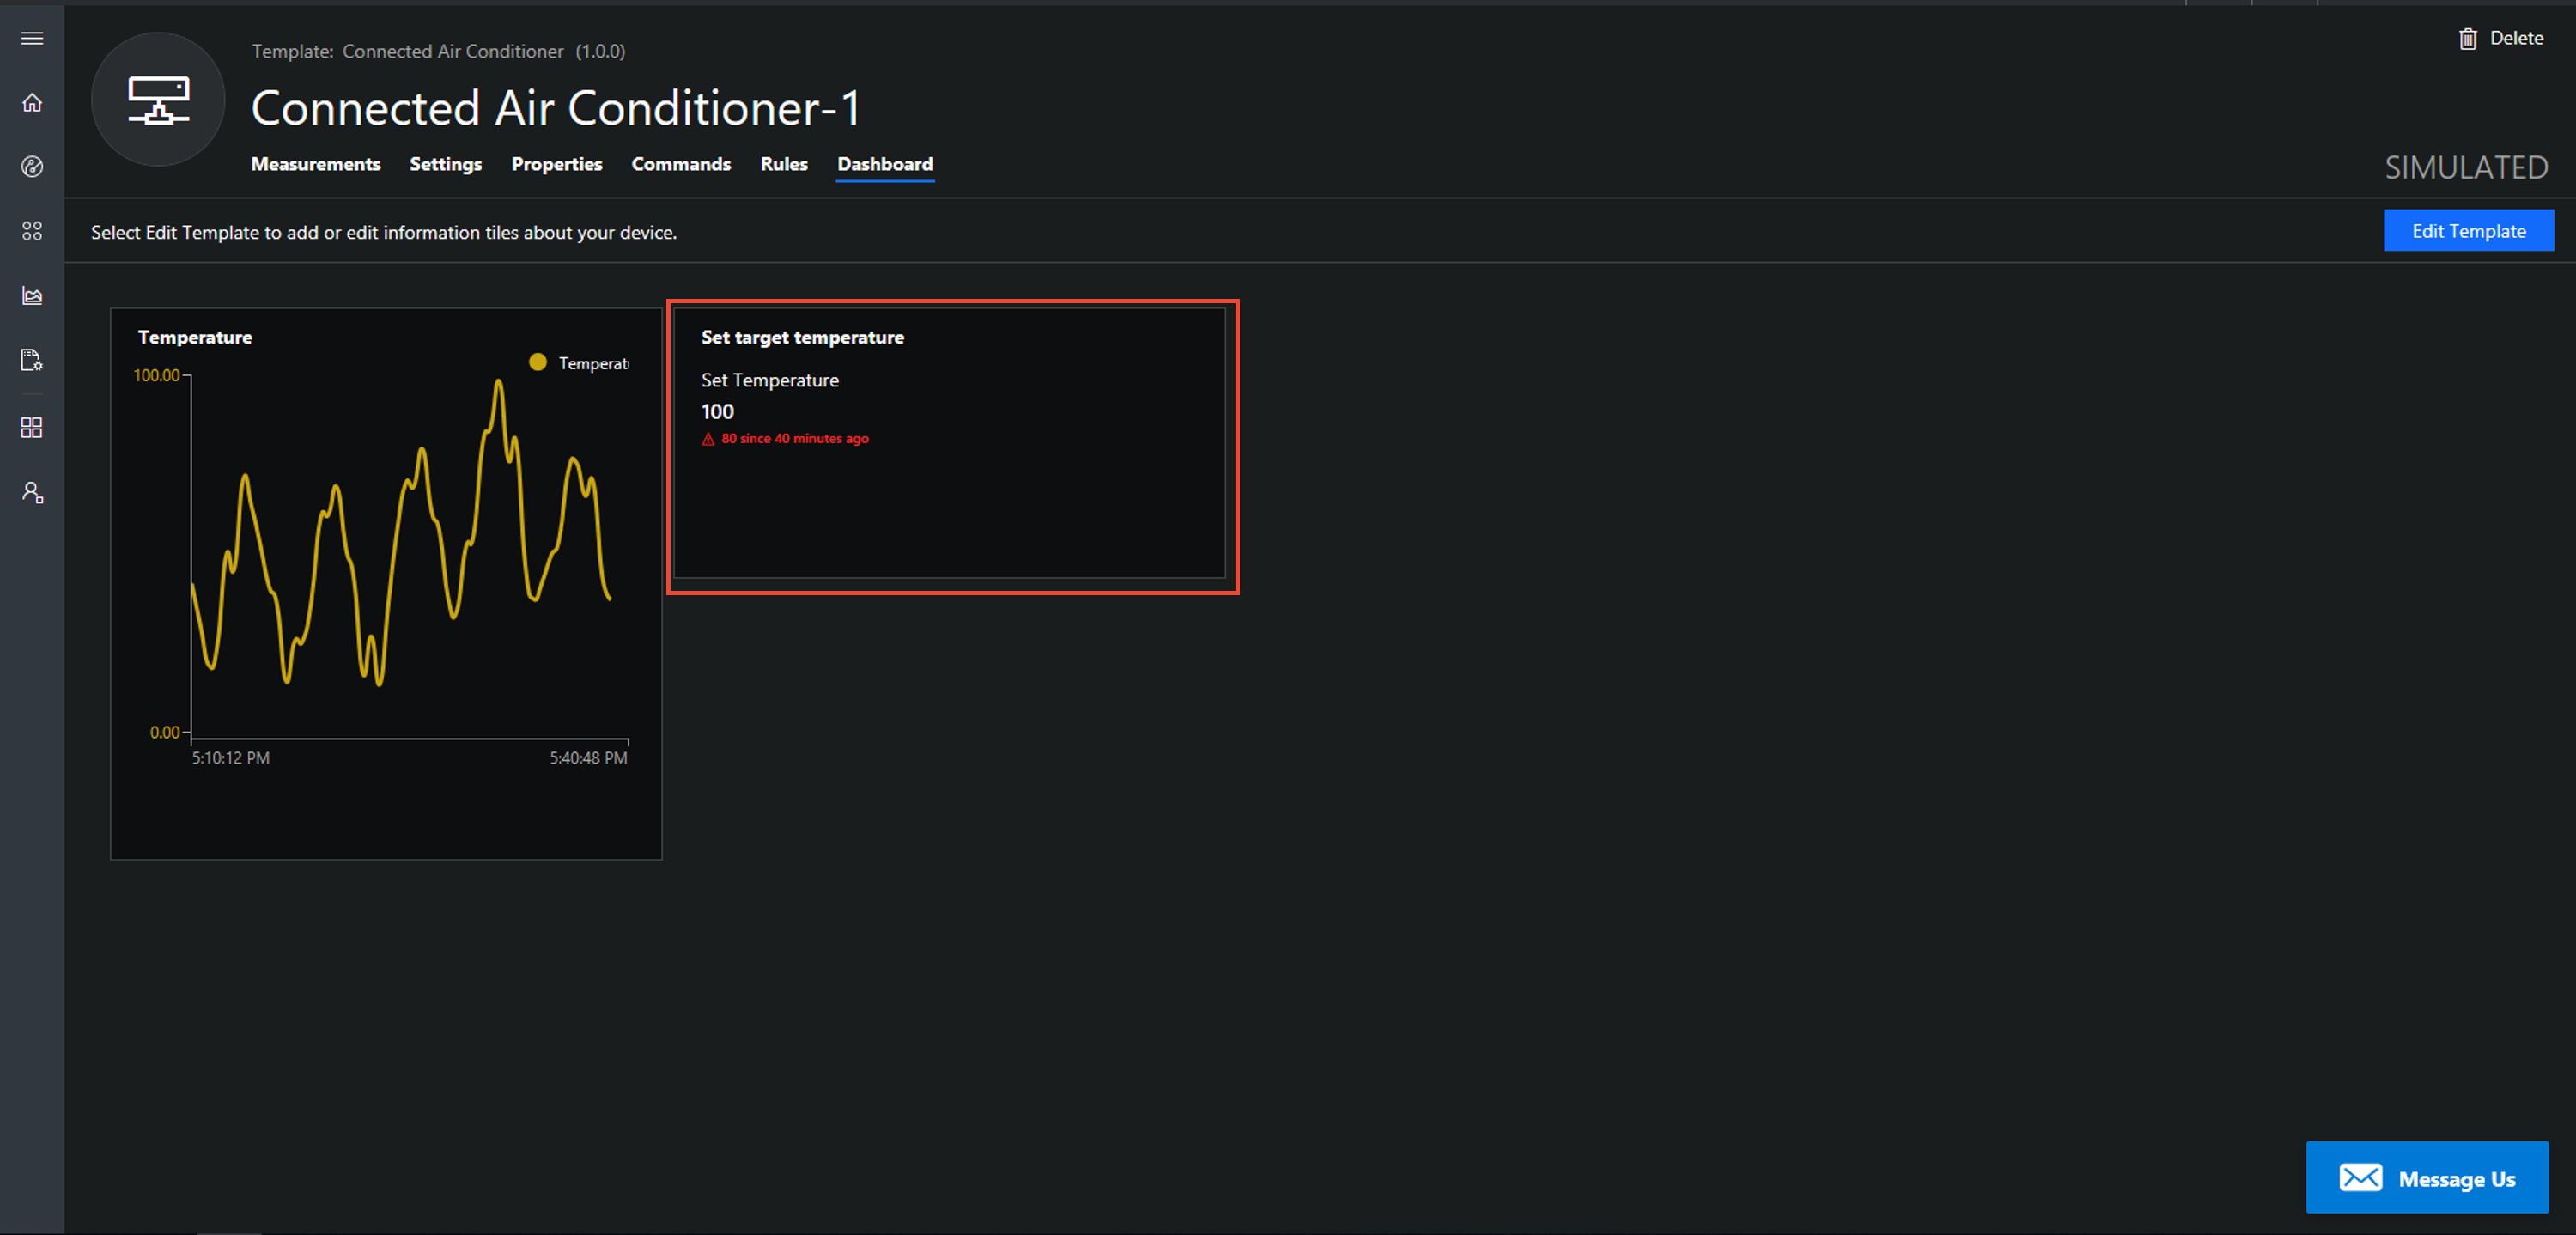 Template: Connected Air Conditioner (1.0.0)
Delete
Connected Air Conditioner-1
Measurements Settings Properties Commands Rules Dashboard
SIMULATED
Select Edit Template to add or edit information tiles about your device.
Edit Template
Temperature
Temperat
100.00
0.00
5:10:12 PM 5:40:48 PM
Set target temperature
Set Temperature
100
80 since 40 minutes ago
Message Us